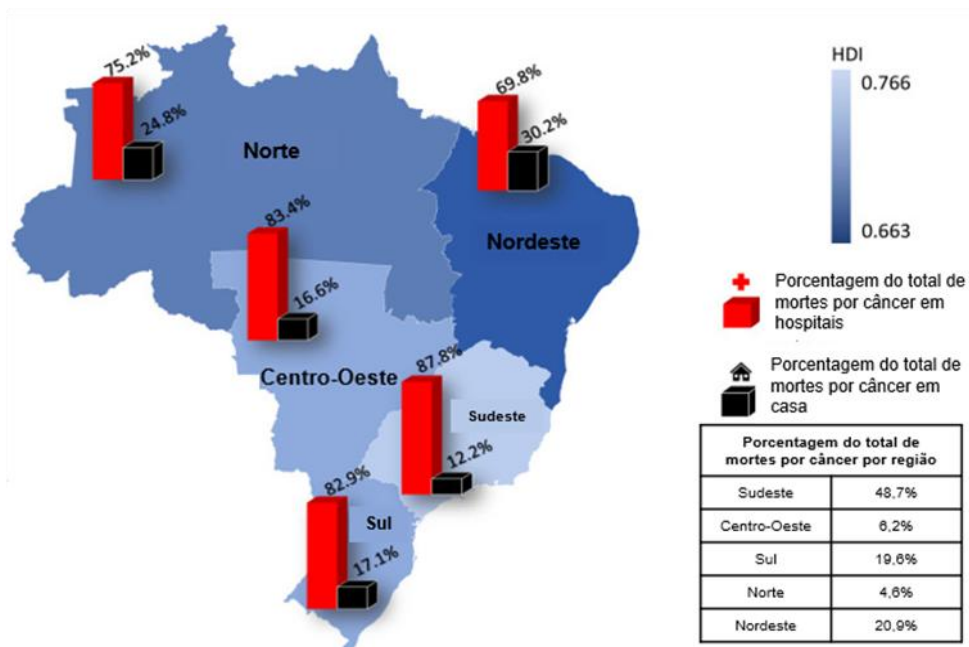 75.2%
24.8%
Norte
69.8%
30.2%
Nordeste
83.4%
16.6%
Centro-Oeste
87.8%
12.2%
Sudeste
82.9%
17.1%
Sul
HDI
0.766
0.663
Porcentagem do total de
mortes por câncer em
hospitais
Porcentagem do total de
mortes por câncer em
casa
Porcentagem do total de
mortes por câncer por região
Sudeste 48,7%
Centro-Oeste 6,2%
Sul 19,6%
Norte 4,6%
Nordeste 20,9%